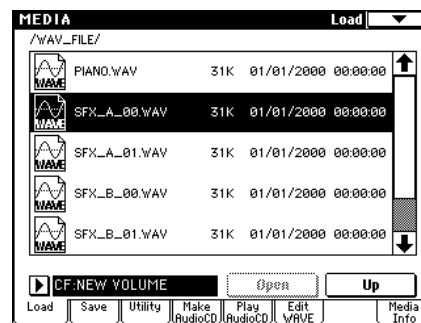 MEDIA Load
/WAV_FILE/
WAVE PIANO.WAV 31K 01/01/2000 00:00:00
WAVE SFX_A_00.WAV 31K 01/01/2000 00:00:00
WAVE SFX_A_01.WAV 31K 01/01/2000 00:00:00
WAVE SFX_B_00.WAV 31K 01/01/2000 00:00:00
WAVE SFX_B_01.WAV 31K 01/01/2000 00:00:00
CF:NEW VOLUME Open Up
Load Save Utility Make AudioCD Play AudioCD Edit WAVE Media Info